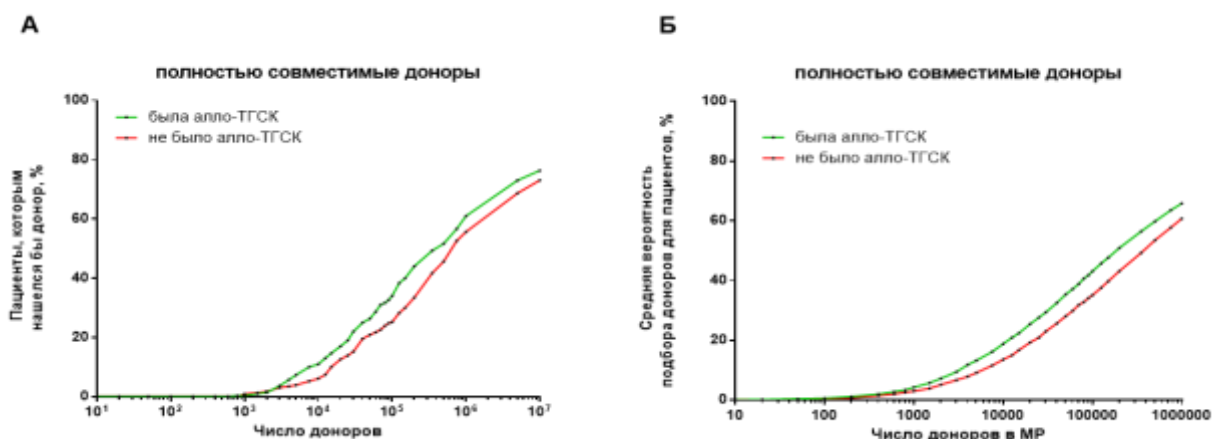 А
полностью совместимые доноры
Пациенты, которым
нашелся бы донор, %
100
80
60
40
20
0
была алло-ТГСК
не было алло-ТГСК
10¹
10²
10³
10⁴
10⁵
10⁶
10⁷
Число доноров
Б
полностью совместимые доноры
Средняя вероятность
подбора доноров для пациентов, %
100
80
60
40
20
0
была алло-ТГСК
не было алло-ТГСК
10
100
1000
10000
100000
1000000
Число доноров в МР